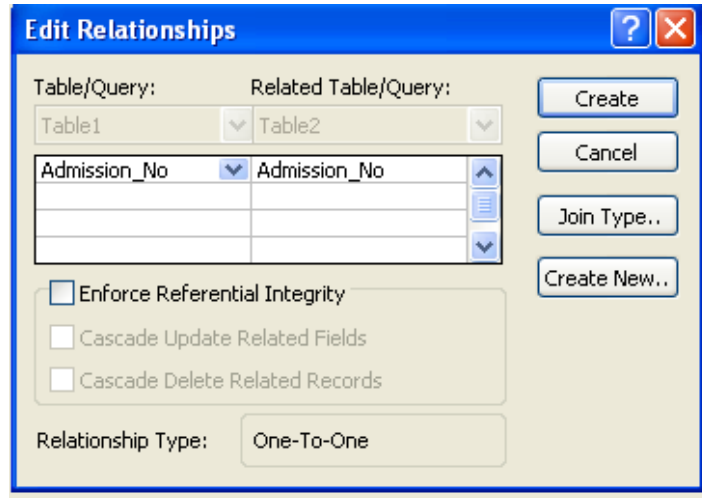 Edit Relationships
Table/Query: Related Table/Query:
Table1 Table2
Admission_No Admission_No
Create
Cancel
Join Type..
Create New..
Enforce Referential Integrity
Cascade Update Related Fields
Cascade Delete Related Records
Relationship Type: One-To-One